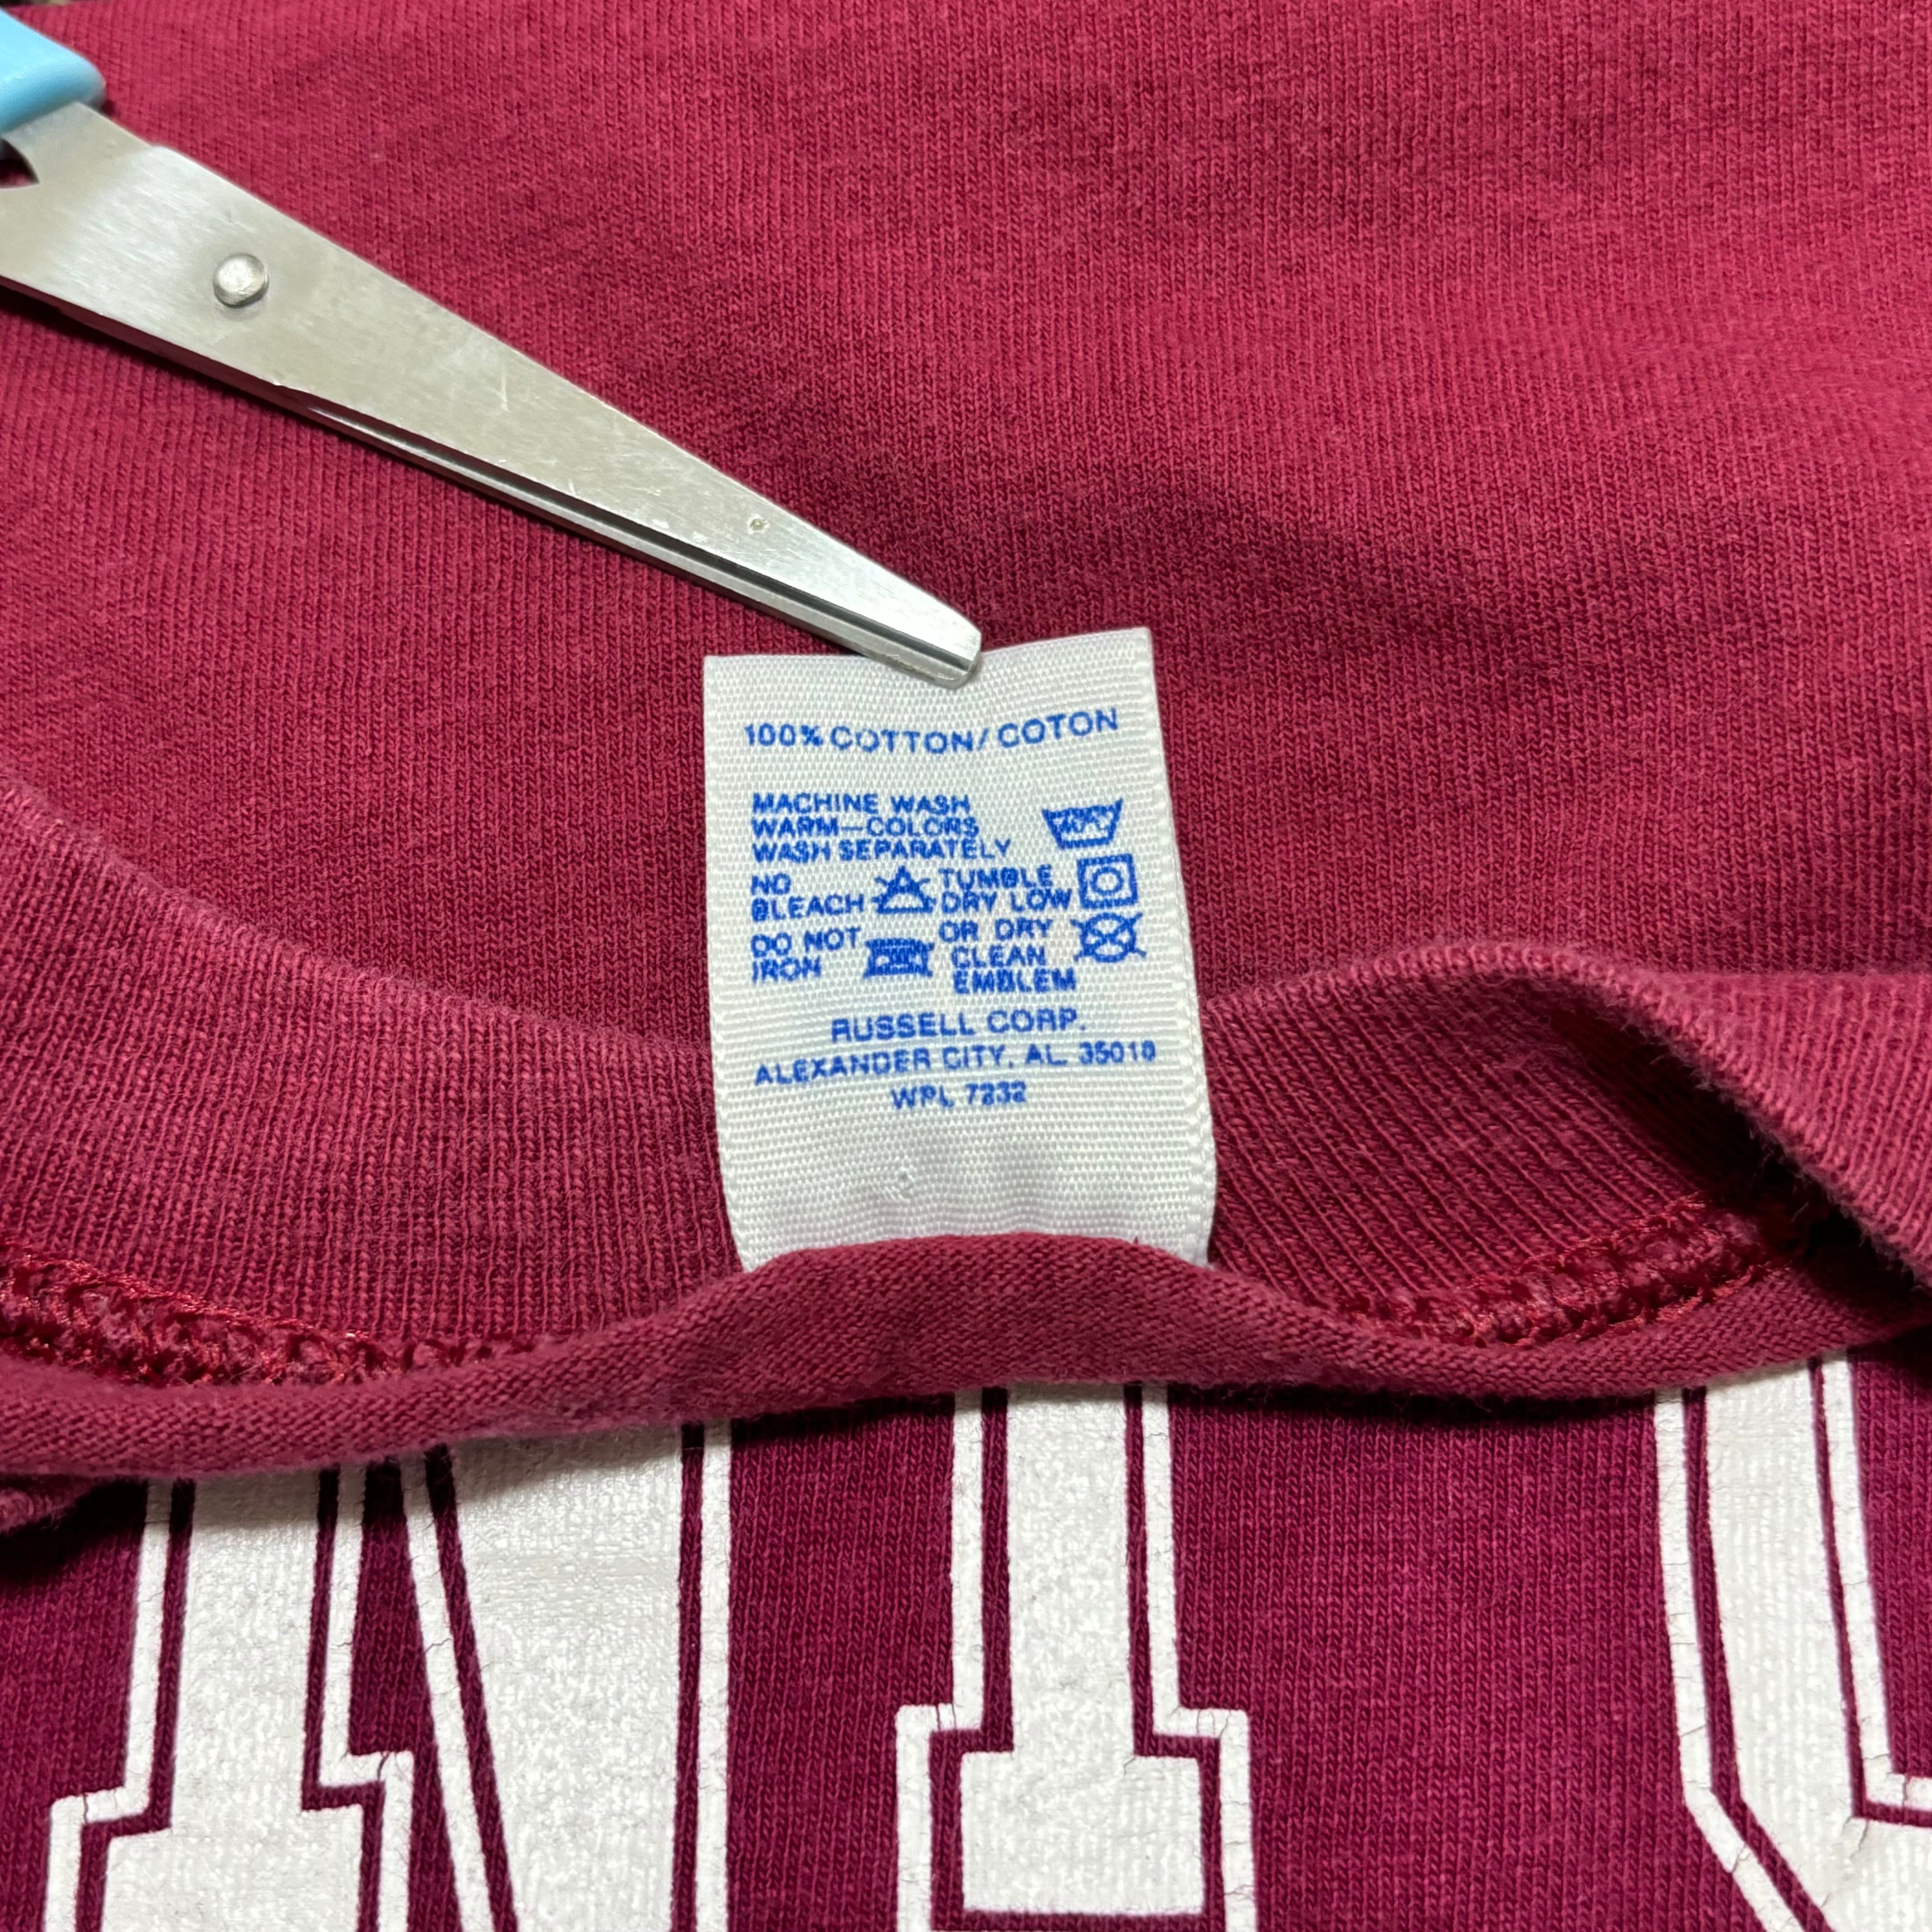 100% COTTON/COTON
MACHINE WASH
WARM—COLORS
WASH SEPARATELY
NO
BLEACH
TUMBLE
DRY LOW
DO NOT
IRON
OR DRY
CLEAN
EMBLEM
RUSSELL CORP.
ALEXANDER CITY, AL 35010
WPL 7232
NI